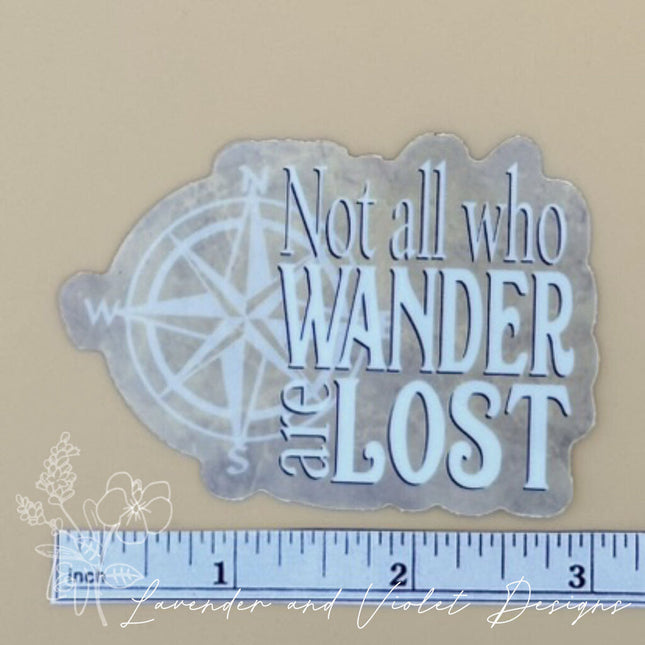 N
W
S
Not all who
WANDER
are LOST
inch 1 2 3
Lavender and Violet Designs